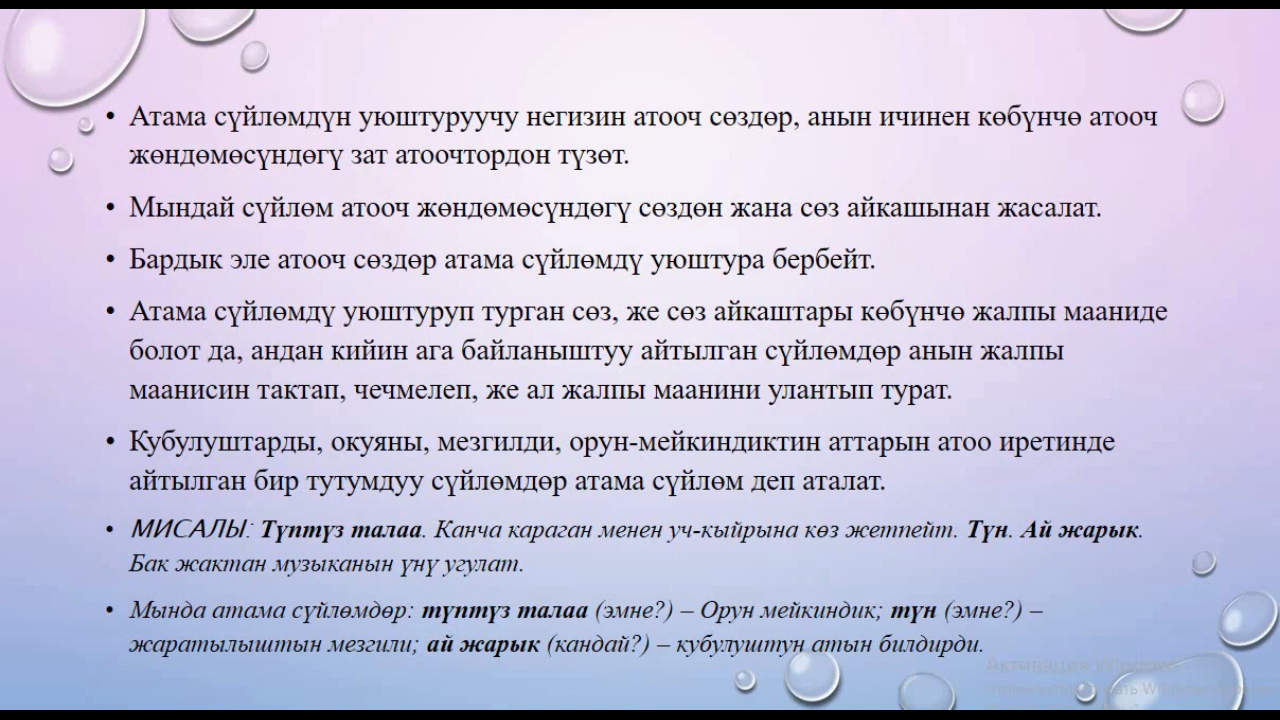 • Атама сүйлөмдүн уюштуруучу негизин атооч сөздөр, анын ичинен көбүнчө атооч
жөндөмөсүндөгү зат атоочтордон түзөт.
• Мындай сүйлөм атооч жөндөмөсүндөгү сөздөн жана сөз айкашынан жасалат.
• Бардык эле атооч сөздөр атама сүйлөмдү уюштура бербейт.
• Атама сүйлөмдү уюштуруп турган сөз, же сөз айкаштары көбүнчө жалпы мааниде
болот да, андан кийин ага байланыштуу айтылган сүйлөмдөр анын жалпы
маанисин тактап, чечмелеп, же ал жалпы маанини улантып турат.
• Кубулуштарды, окуяны, мезгилди, орун-мейкиндиктин аттарын атоо иретинде
айтылган бир тутумдуу сүйлөмдөр атама сүйлөм деп аталат.
• МИСАЛЫ: Түптүз талаа. Канча караган менен уч-кыйрына көз жетпейт. Түн. Ай жарык.
Бак жактан музыканын үнү угулат.
• Мында атама сүйлөмдөр: түптүз талаа (эмне?) – Орун мейкиндик; түн (эмне?) –
жаратылыштын мезгили; ай жарык (кандай?) – кубулуштун атын билдирди.
Активация Windows